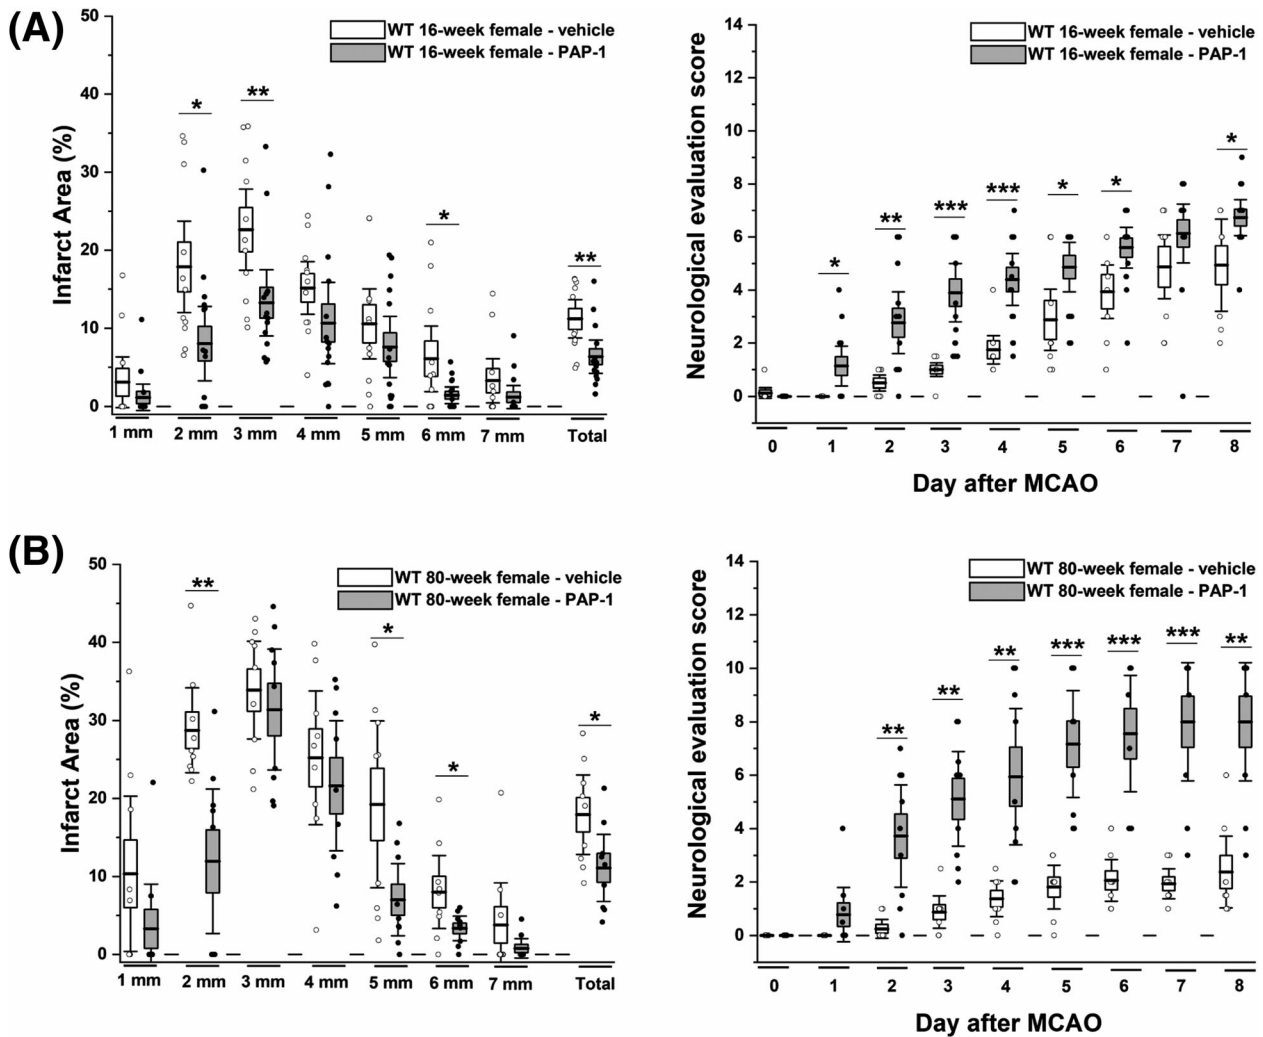 (A)
50
40
30
20
10
0
Infarct Area (%)
WT 16-week female - vehicle
WT 16-week female - PAP-1
*
**
*
**
1 mm 2 mm 3 mm 4 mm 5 mm 6 mm 7 mm Total
14
12
10
8
6
4
2
0
Neurological evaluation score
WT 16-week female - vehicle
WT 16-week female - PAP-1
*
**
***
***
*
*
*
0 1 2 3 4 5 6 7 8
Day after MCAO
(B)
50
40
30
20
10
0
Infarct Area (%)
WT 80-week female - vehicle
WT 80-week female - PAP-1
**
*
*
*
1 mm 2 mm 3 mm 4 mm 5 mm 6 mm 7 mm Total
14
12
10
8
6
4
2
0
Neurological evaluation score
WT 80-week female - vehicle
WT 80-week female - PAP-1
**
**
**
***
***
***
**
0 1 2 3 4 5 6 7 8
Day after MCAO